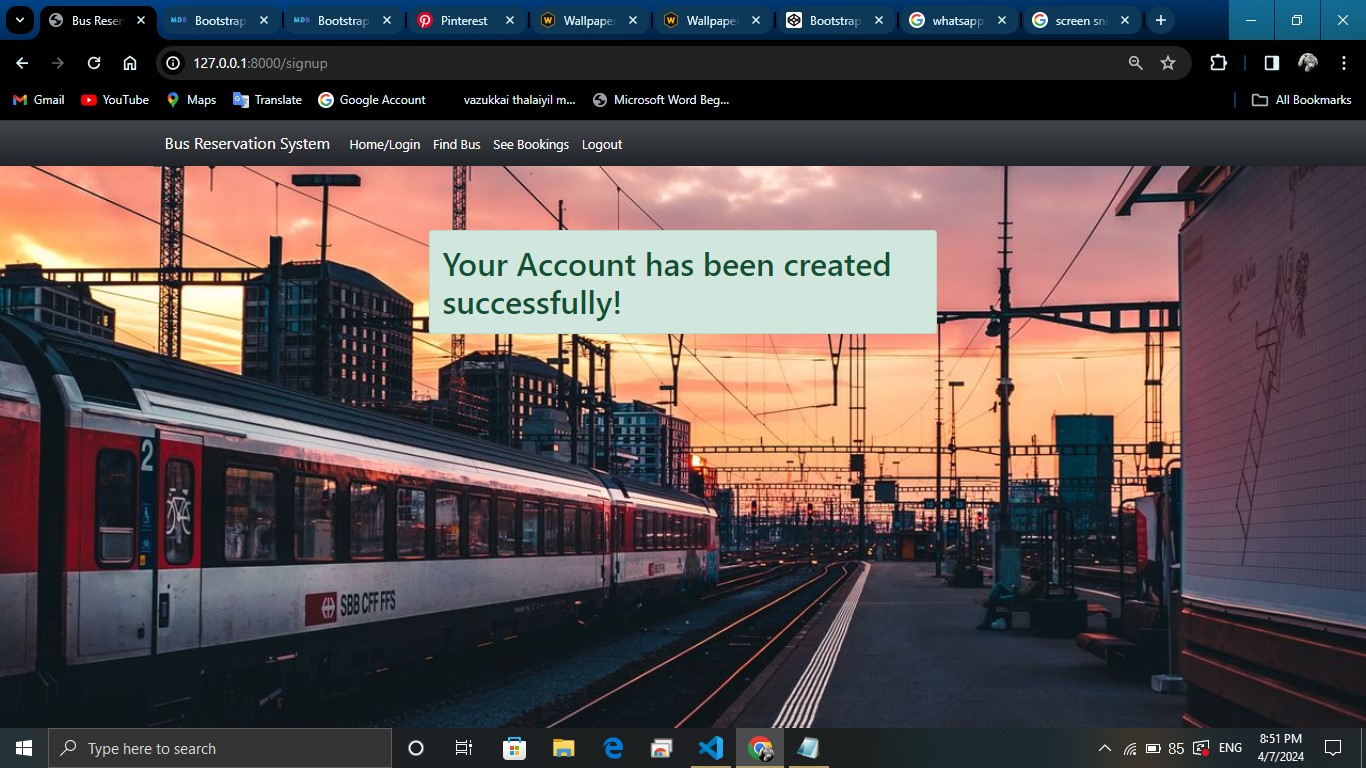 Bus Reser
Bootstrap
Bootstrap
Pinterest
Wallpaper
Wallpaper
Bootstrap
whatsapp
screen sni
127.0.0.1:8000/signup
Gmail
YouTube
Maps
Translate
Google Account
vazukkai thalaiyil m...
Microsoft Word Beg...
All Bookmarks
Bus Reservation System
Home/Login
Find Bus
See Bookings
Logout
Your Account has been created
successfully!
2
SBB CFF FFS
Type here to search
85
ENG
8:51 PM
4/7/2024